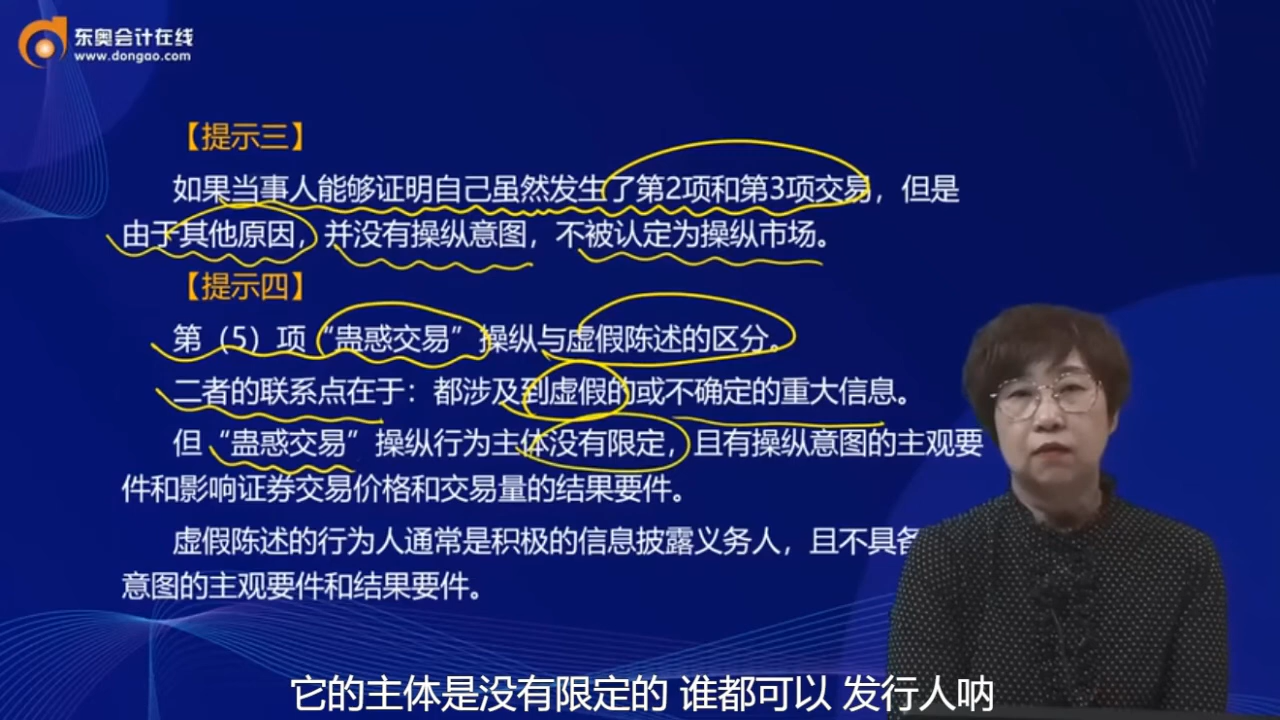 东奥会计在线
www.dongao.com
【提示三】
如果当事人能够证明自己虽然发生了第2项和第3项交易，但是
由于其他原因，并没有操纵意图，不被认定为操纵市场。
【提示四】
第（5）项“蛊惑交易”操纵与虚假陈述的区分。
二者的联系点在于：都涉及到虚假的或不确定的重大信息。
但“蛊惑交易”操纵行为主体没有限定，且有操纵意图的主观要
件和影响证券交易价格和交易量的结果要件。
虚假陈述的行为人通常是积极的信息披露义务人，且不具备
意图的主观要件和结果要件。
它的主体是没有限定的 谁都可以 发行人呐